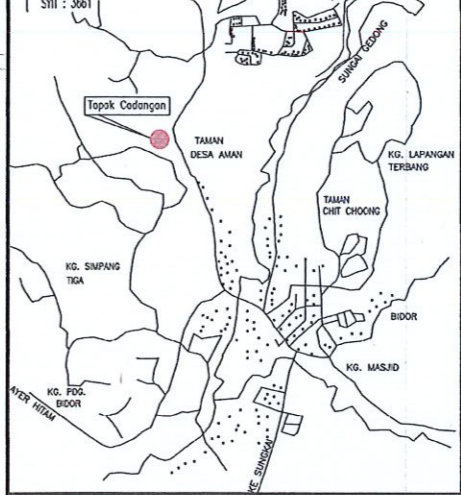 SYIT : 3661
SUNGAI GEDONG
Tapak Cadangan
TAMAN
DESA AMAN
KG. LAPANGAN
TERBANG
TAMAN
CHIT CHOONG
KG. SIMPANG
TIGA
BIDOR
KG. MASJID
KG. PDG.
BIDOR
AYER HITAM
KE SUNGKAI